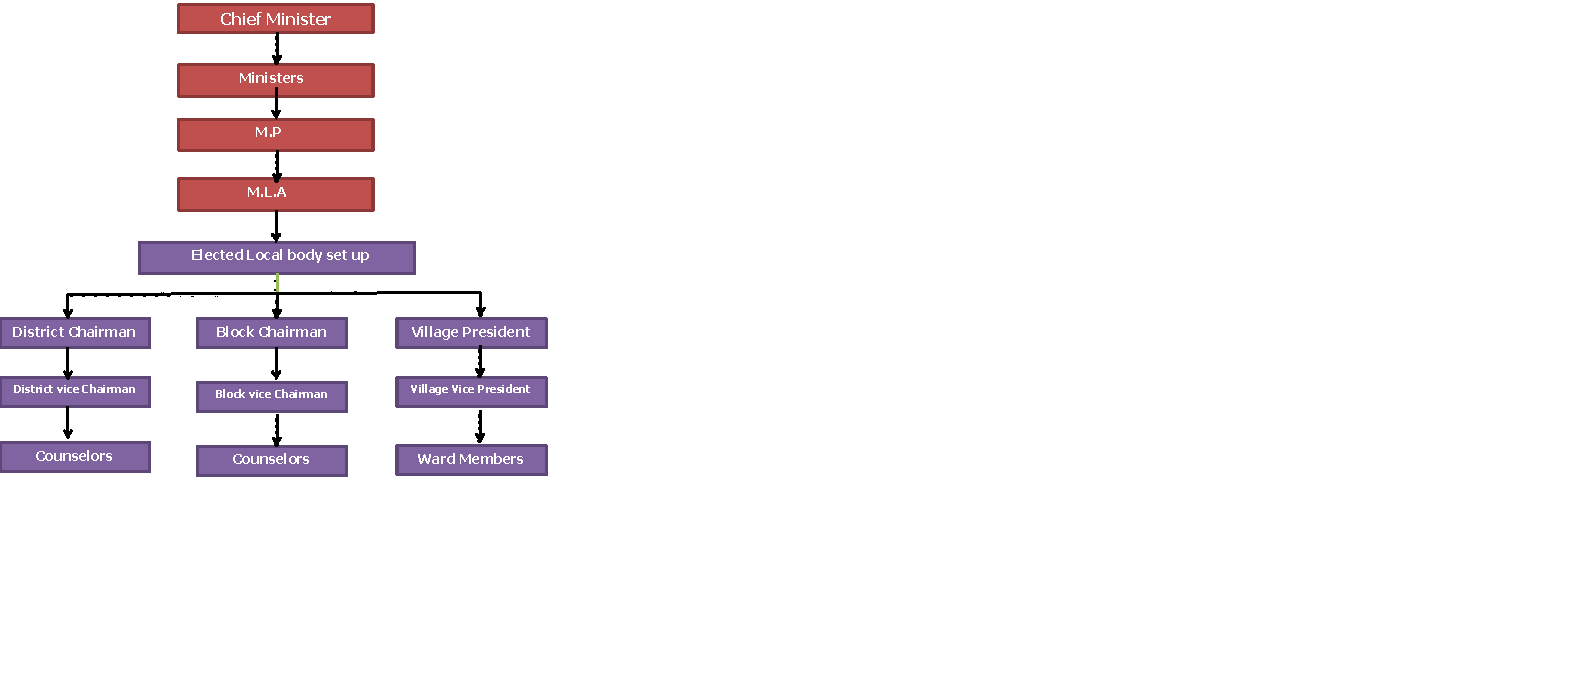 Chief Minister
Ministers
M.P
M.L.A
Elected Local body set up
District Chairman
Block Chairman
Village President
District vice Chairman
Block vice Chairman
Village Vice President
Counselors
Counselors
Ward Members